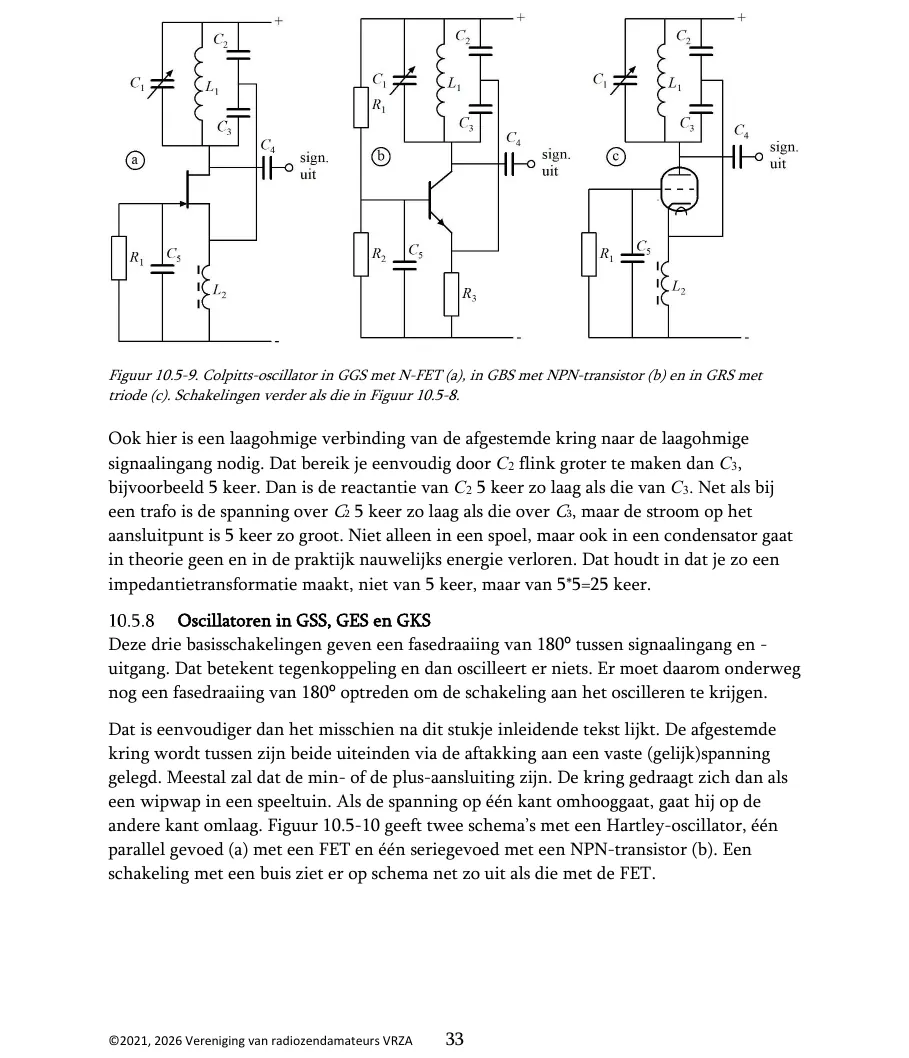 +
C2
C1
L1
C3
C4
a
sign.
uit
R1
C5
L2
-
+
C2
C1
L1
R1
C3
C4
b
sign.
uit
R2
C5
R3
-
+
C2
C1
L1
C3
C4
c
sign.
uit
R1
C5
L2
-
Figuur 10.5-9. Colpitts-oscillator in GGS met N-FET (a), in GBS met NPN-transistor (b) en in GRS met
triode (c). Schakelingen verder als die in Figuur 10.5-8.
Ook hier is een laagohmige verbinding van de afgestemde kring naar de laagohmige
signaalingang nodig. Dat bereik je eenvoudig door C2 flink groter te maken dan C3,
bijvoorbeeld 5 keer. Dan is de reactantie van C2 5 keer zo laag als die van C3. Net als bij
een trafo is de spanning over C2 5 keer zo laag als die over C3, maar de stroom op het
aansluitpunt is 5 keer zo groot. Niet alleen in een spoel, maar ook in een condensator gaat
in theorie geen en in de praktijk nauwelijks energie verloren. Dat houdt in dat je zo een
impedantietransformatie maakt, niet van 5 keer, maar van 5*5=25 keer.
10.5.8 Oscillatoren in GSS, GES en GKS
Deze drie basisschakelingen geven een fasedraaiing van 180° tussen signaalingang en -
uitgang. Dat betekent tegenkoppeling en dan oscilleert er niets. Er moet daarom onderweg
nog een fasedraaiing van 180° optreden om de schakeling aan het oscilleren te krijgen.
Dat is eenvoudiger dan het misschien na dit stukje inleidende tekst lijkt. De afgestemde
kring wordt tussen zijn beide uiteinden via de aftakking aan een vaste (gelijk)spanning
gelegd. Meestal zal dat de min- of de plus-aansluiting zijn. De kring gedraagt zich dan als
een wipwap in een speeltuin. Als de spanning op één kant omhooggaat, gaat hij op de
andere kant omlaag. Figuur 10.5-10 geeft twee schema's met een Hartley-oscillator, één
parallel gevoed (a) met een FET en één seriegevoed met een NPN-transistor (b). Een
schakeling met een buis ziet er op schema net zo uit als die met de FET.
©2021, 2026 Vereniging van radiozendamateurs VRZA 33